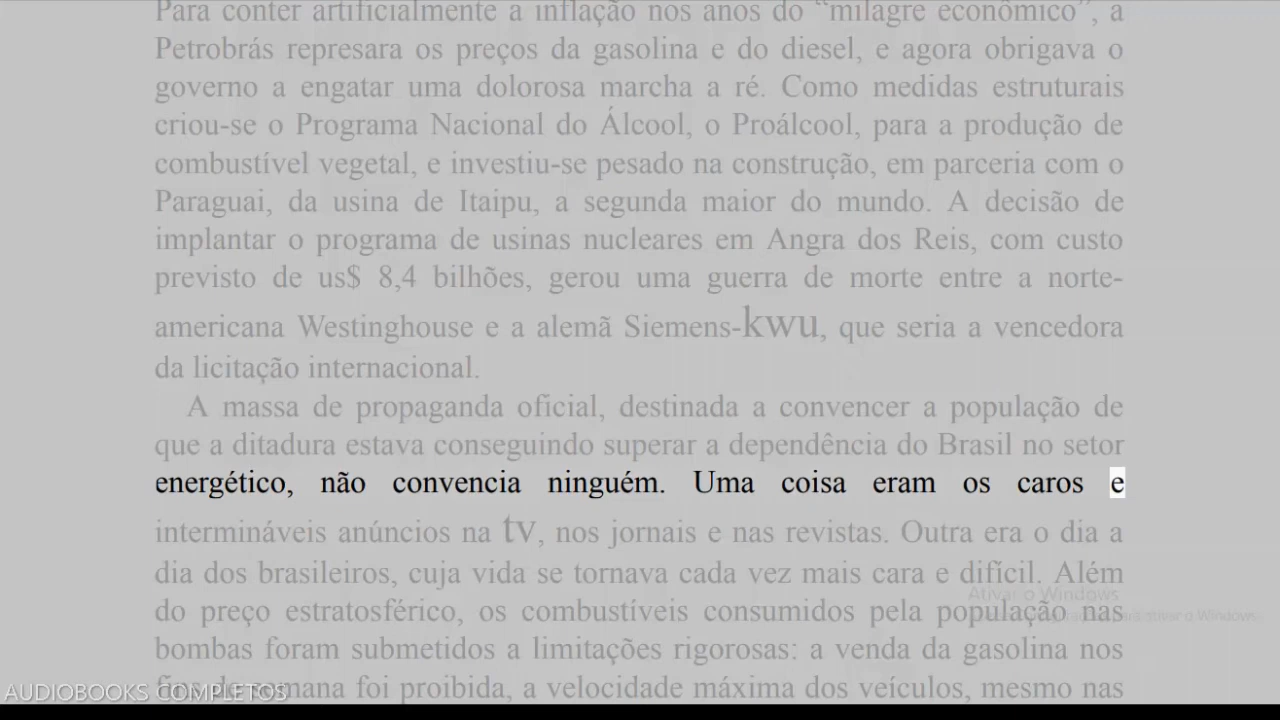 Para conter artificialmente a inflação nos anos do “milagre econômico”, a
Petrobrás represara os preços da gasolina e do diesel, e agora obrigava o
governo a engatar uma dolorosa marcha a ré. Como medidas estruturais
criou-se o Programa Nacional do Álcool, o Proálcool, para a produção de
combustível vegetal, e investiu-se pesado na construção, em parceria com o
Paraguai, da usina de Itaipu, a segunda maior do mundo. A decisão de
implantar o programa de usinas nucleares em Angra dos Reis, com custo
previsto de us$ 8,4 bilhões, gerou uma guerra de morte entre a norte-
americana Westinghouse e a alemã Siemens-kwu, que seria a vencedora
da licitação internacional.
A massa de propaganda oficial, destinada a convencer a população de
que a ditadura estava conseguindo superar a dependência do Brasil no setor
energético, não convencia ninguém. Uma coisa eram os caros e
intermináveis anúncios na tv, nos jornais e nas revistas. Outra era o dia a
dia dos brasileiros, cuja vida se tornava cada vez mais cara e difícil. Além
Ativar o Windows
do preço estratosférico, os combustíveis consumidos pela população nas
para ativar o Windows.
bombas foram submetidos a limitações rigorosas: a venda da gasolina nos
fins de semana foi proibida, a velocidade máxima dos veículos, mesmo nas
AUDIOBOOKS COMPLETOS